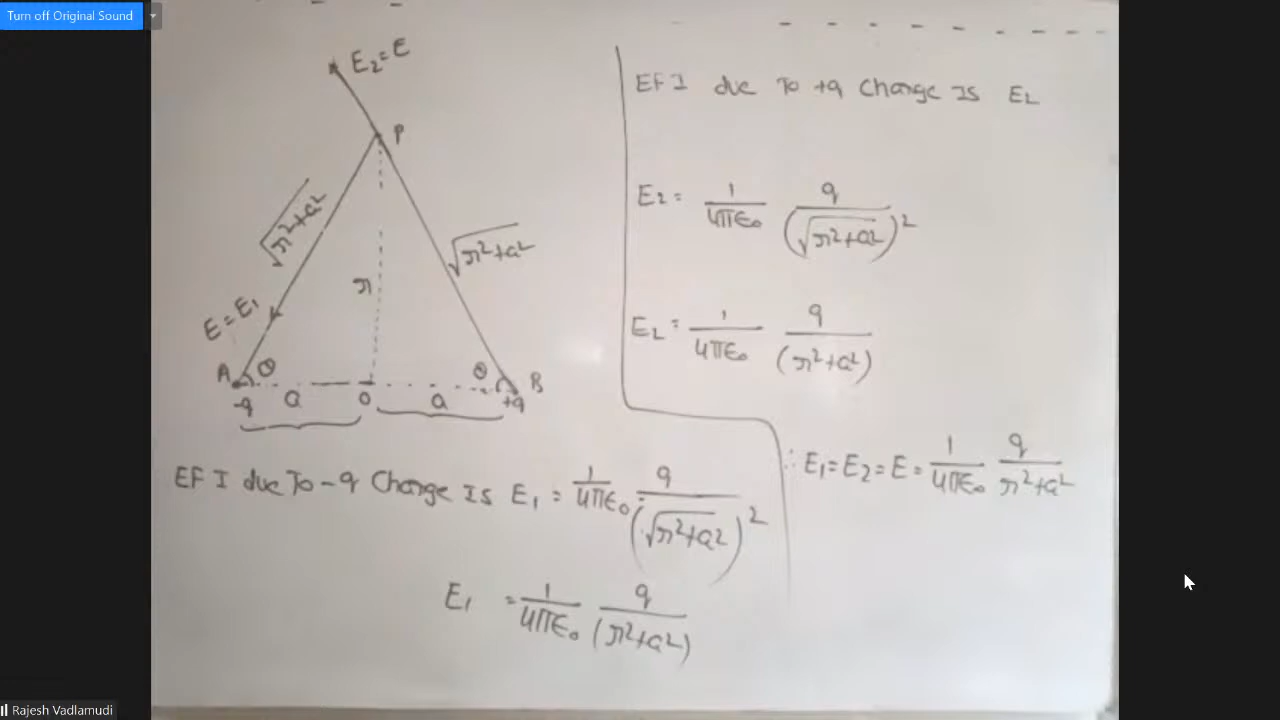 Turn off Original Sound
E₂ = E
P
√r²+a²
√r²+a²
r
E = E₁
A θ
θ B
-q a O a +q
EFI due To -q Charge Is E₁ = 1/4πϵ₀ q/(√r²+a²)²
E₁ = 1/4πϵ₀ q/(r²+a²)
EFI due To +q Charge Is E₂
E₂ = 1/4πϵ₀ q/(√r²+a²)²
E₂ = 1/4πϵ₀ q/(r²+a²)
∴ E₁ = E₂ = E = 1/4πϵ₀ q/r²+a²
Rajesh Vadlamudi